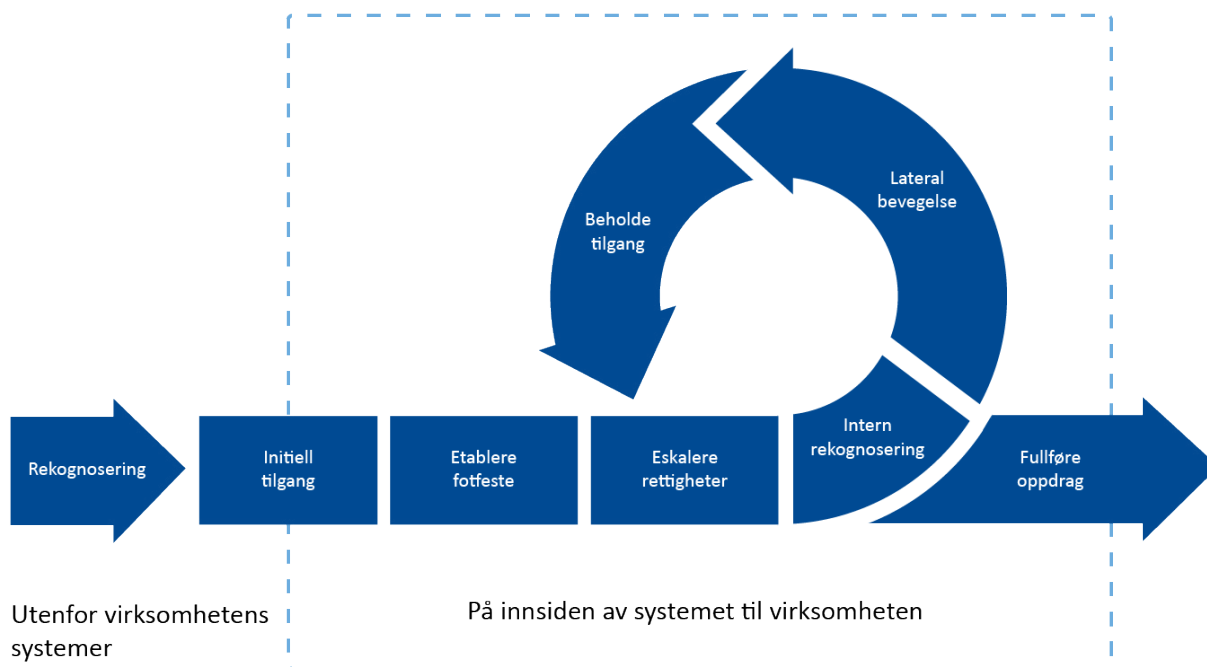 Lateral
bevegelse
Beholde
tilgang
Rekognosering
Initiell
tilgang
Etablere
fotfeste
Eskalere
rettigheter
Intern
rekognosering
Fullføre
oppdrag
Utenfor virksomhetens
systemer
På innsiden av systemet til virksomheten